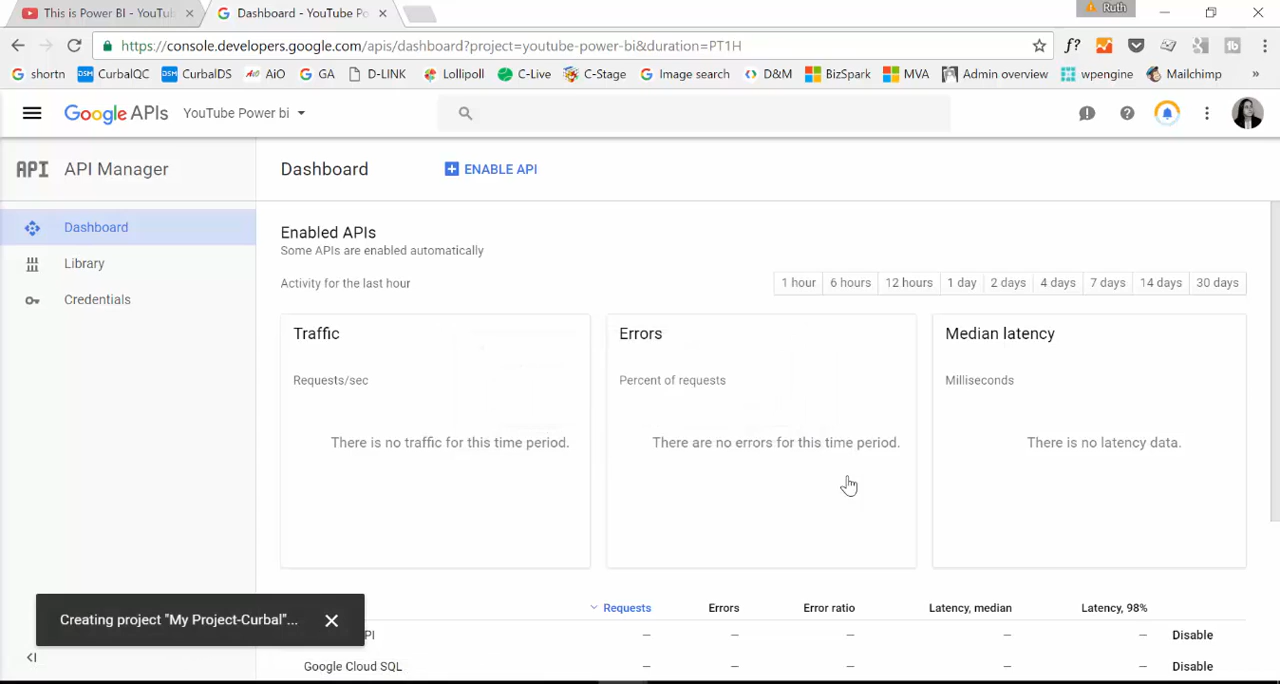 This is Power BI - YouTu
Dashboard - YouTube P
Ruth
https://console.developers.google.com/apis/dashboard?project=youtube-power-bi&duration=PT1H
f?
shortn CurbalQC CurbalDS AiO GA D-LINK Lollipoll C-Live C-Stage Image search D&M BizSpark MVA Admin overview wpengine Mailchimp »
Google APIs YouTube Power bi
API API Manager
Dashboard ENABLE API
Dashboard
Library
Credentials
Enabled APIs
Some APIs are enabled automatically
Activity for the last hour
1 hour 6 hours 12 hours 1 day 2 days 4 days 7 days 14 days 30 days
Traffic
Requests/sec
There is no traffic for this time period.
Errors
Percent of requests
There are no errors for this time period.
Median latency
Milliseconds
There is no latency data.
Requests Errors Error ratio Latency, median Latency, 98%
PI – – – – – Disable
Google Cloud SQL – – – – – Disable
Creating project "My Project-Curbal"...